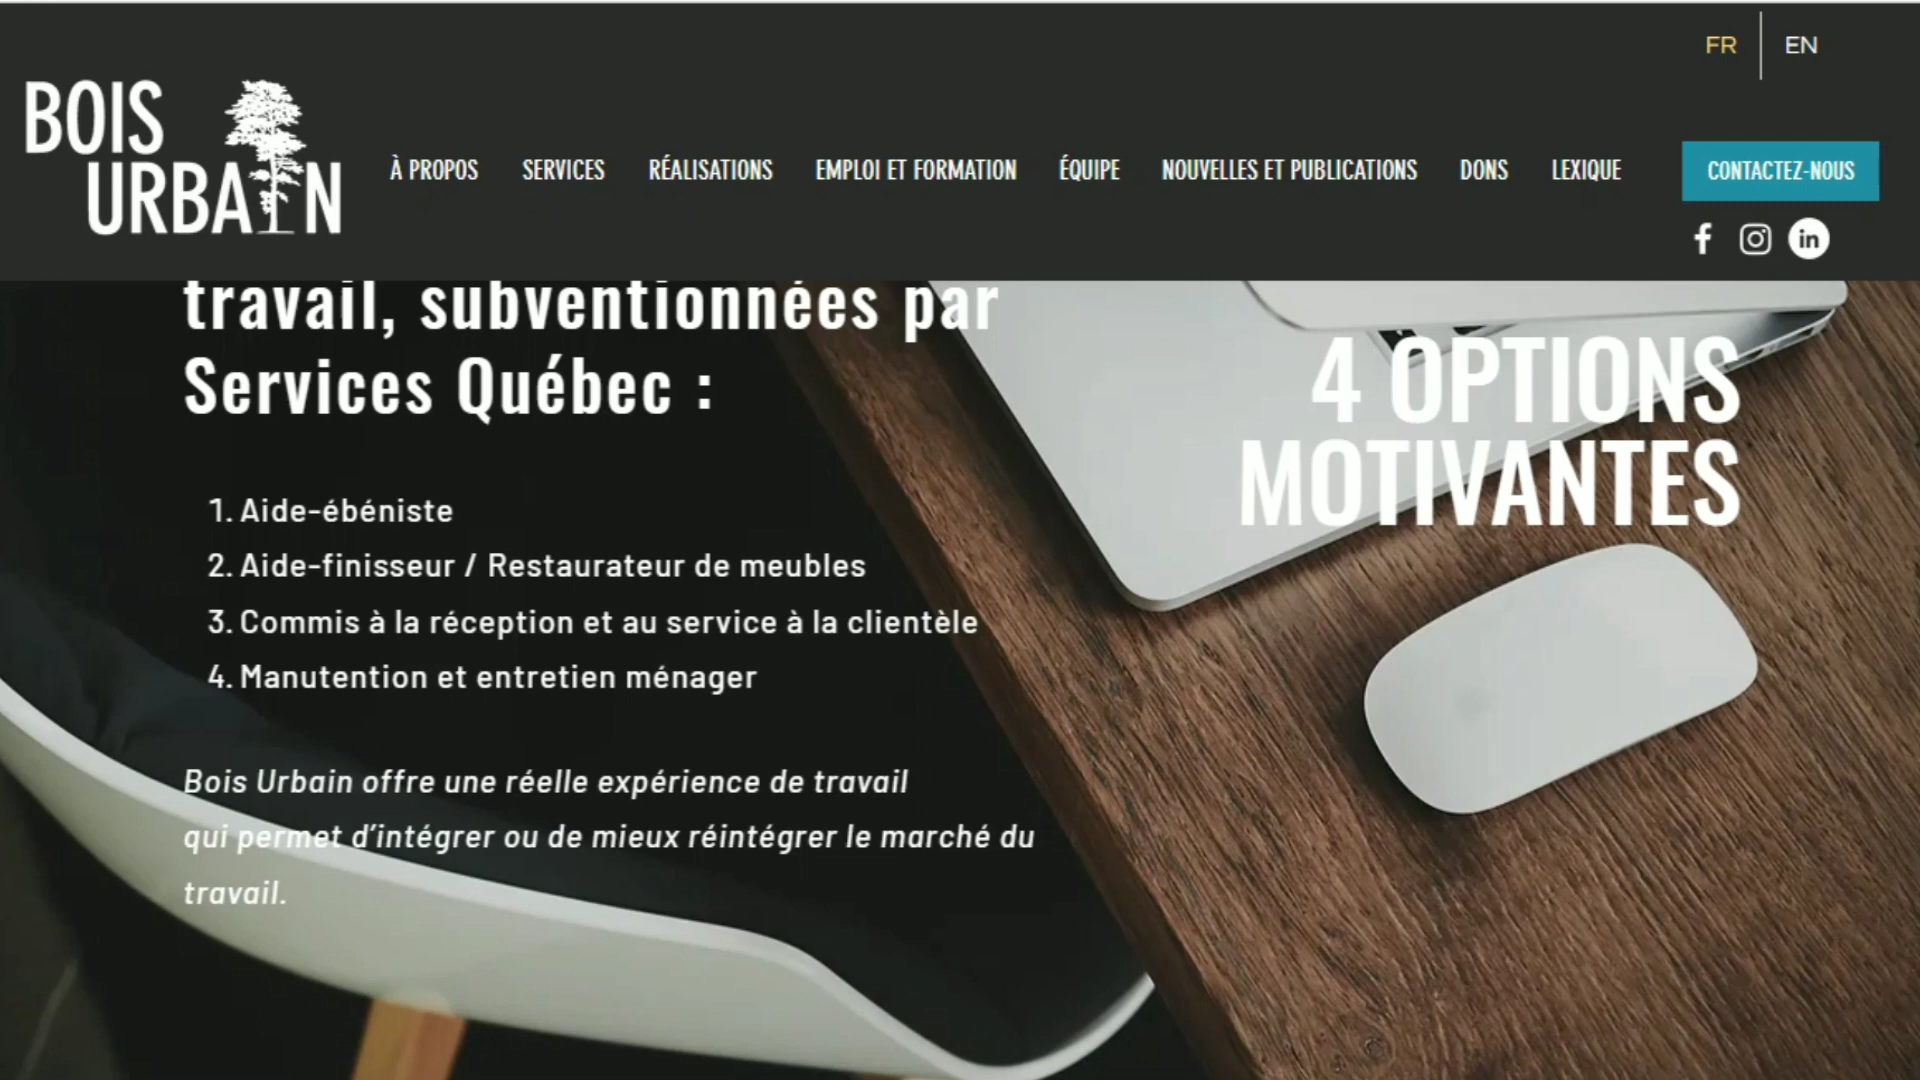 FR
EN
BOIS
URBAIN
À PROPOS
SERVICES
RÉALISATIONS
EMPLOI ET FORMATION
ÉQUIPE
NOUVELLES ET PUBLICATIONS
DONS
LEXIQUE
CONTACTEZ-NOUS
in
travail, subventionnées par
Services Québec :
1. Aide-ébéniste
2. Aide-finisseur / Restaurateur de meubles
3. Commis à la réception et au service à la clientèle
4. Manutention et entretien ménager
Bois Urbain offre une réelle expérience de travail
qui permet d’intégrer ou de mieux réintégrer le marché du
travail.
4 OPTIONS
MOTIVANTES